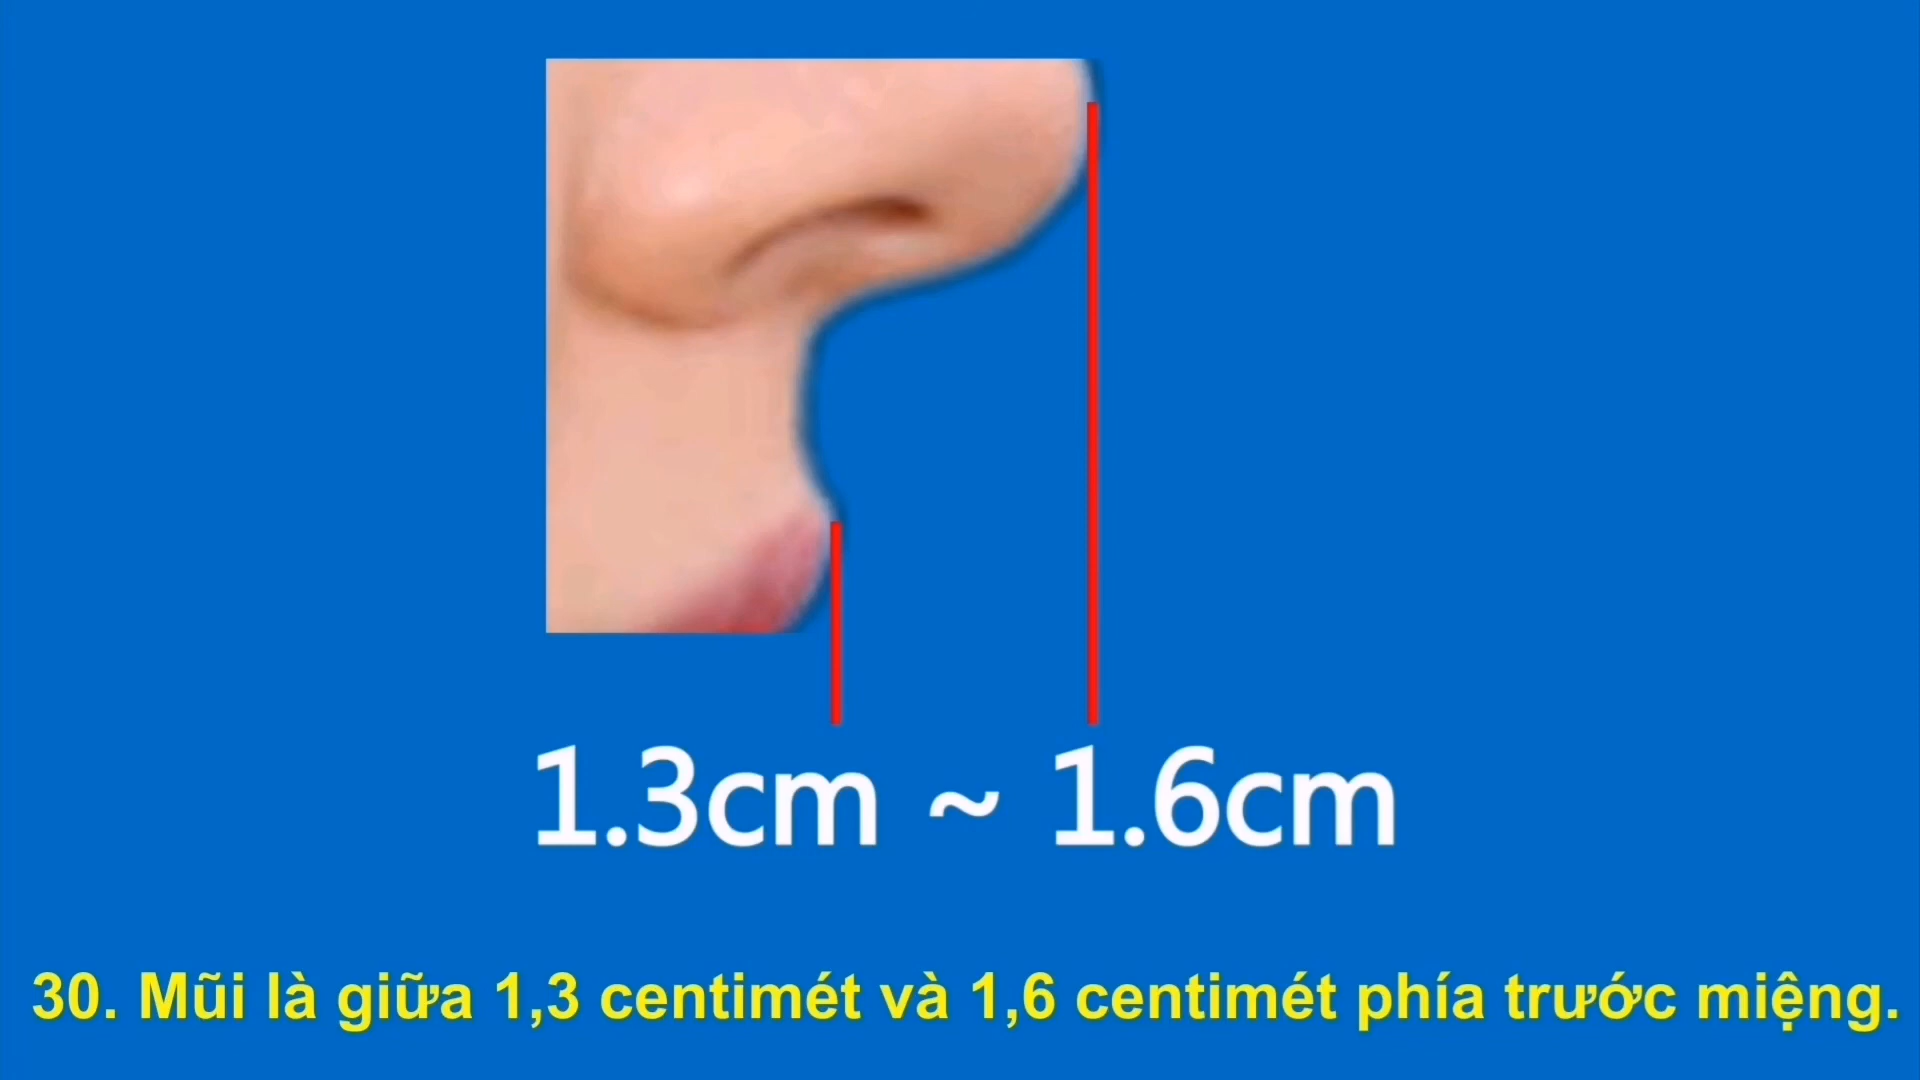 1.3cm ~ 1.6cm
30. Mũi là giữa 1,3 centimét và 1,6 centimét phía trước miệng.